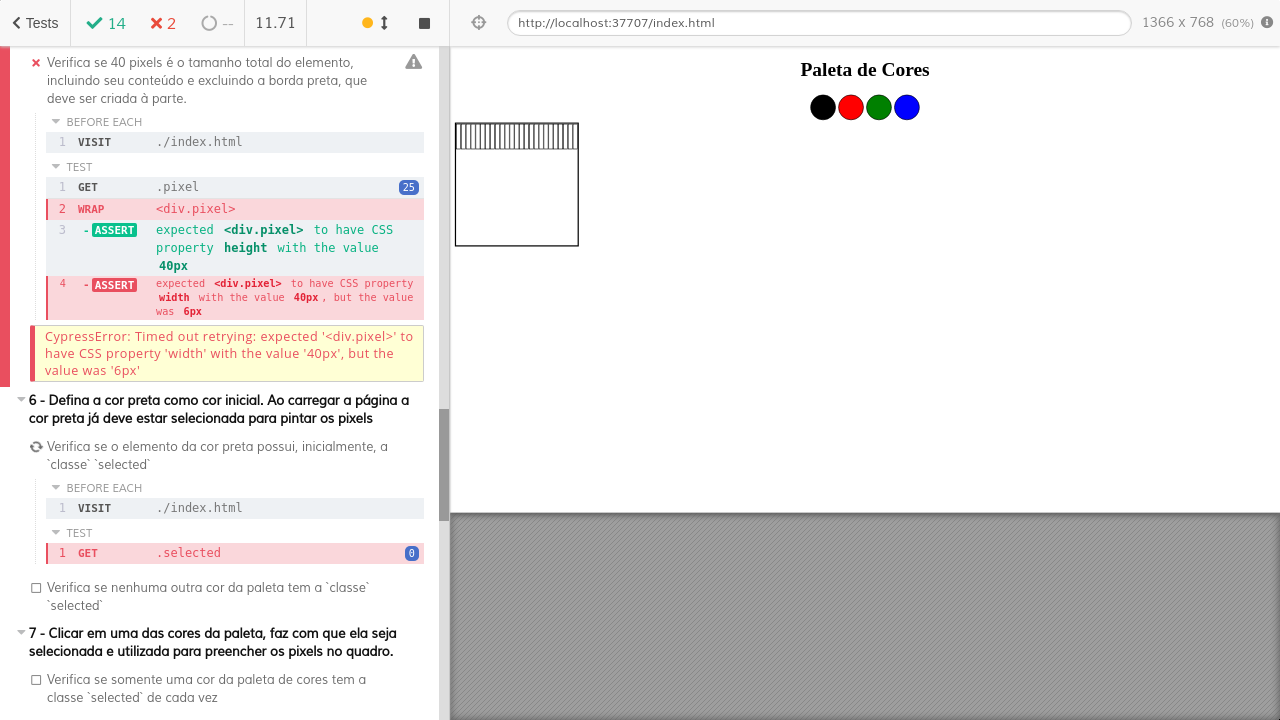 Tests 14 2 -- 11.71 http://localhost:37707/index.html 1366 x 768 (60%)
Verifica se 40 pixels é o tamanho total do elemento,
incluindo seu conteúdo e excluindo a borda preta, que
deve ser criada à parte.
BEFORE EACH
1 VISIT ./index.html
TEST
1 GET .pixel 25
2 WRAP <div.pixel>
3 -ASSERT expected <div.pixel> to have CSS
property height with the value
40px
4 -ASSERT expected <div.pixel> to have CSS property
width with the value 40px, but the value
was 6px
CypressError: Timed out retrying: expected '<div.pixel>' to
have CSS property 'width' with the value '40px', but the
value was '6px'
6 - Defina a cor preta como cor inicial. Ao carregar a página a
cor preta já deve estar selecionada para pintar os pixels
Verifica se o elemento da cor preta possui, inicialmente, a
`classe` `selected`
BEFORE EACH
1 VISIT ./index.html
TEST
1 GET .selected 0
Verifica se nenhuma outra cor da paleta tem a `classe`
`selected`
7 - Clicar em uma das cores da paleta, faz com que ela seja
selecionada e utilizada para preencher os pixels no quadro.
Verifica se somente uma cor da paleta de cores tem a
classe `selected` de cada vez
Paleta de Cores